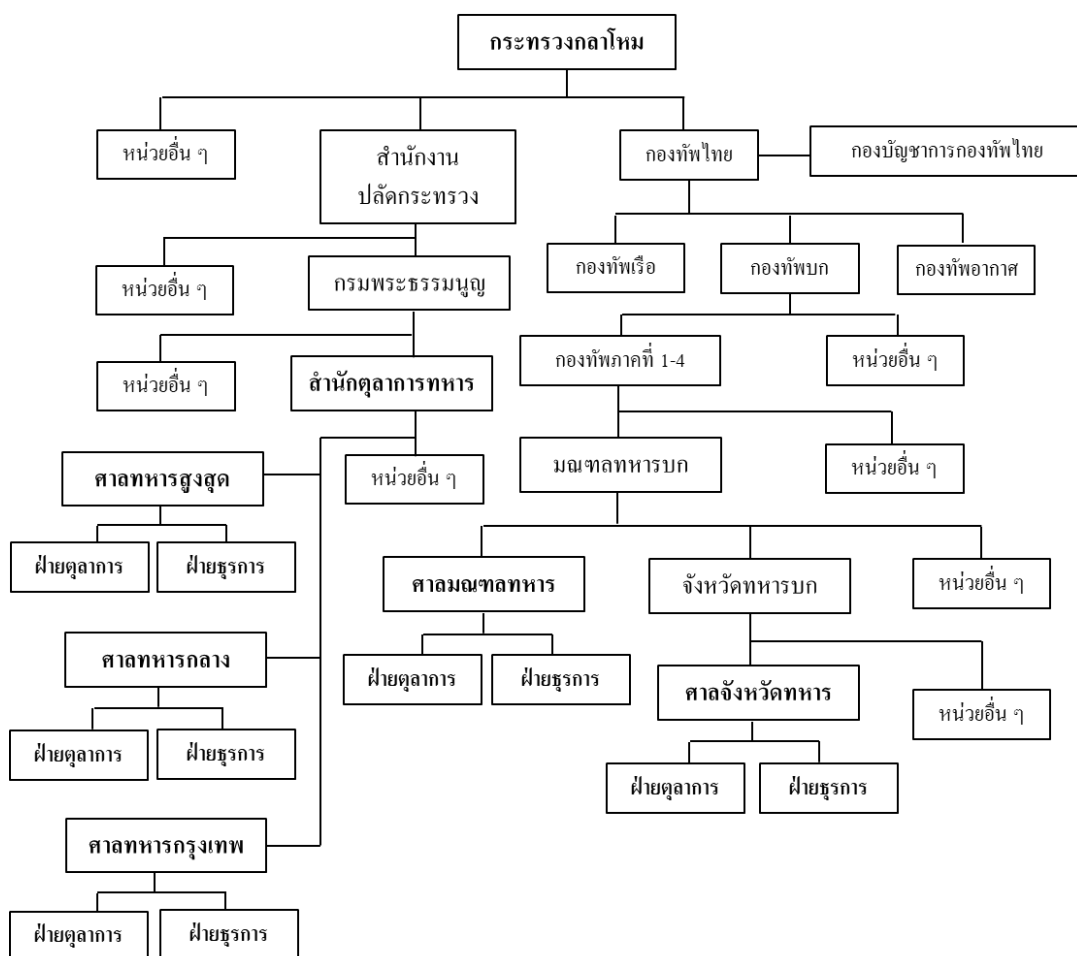 กระทรวงกลาโหม
หน่วยอื่น ๆ
สำนักงาน
ปลัดกระทรวง
กองทัพไทย
กองบัญชาการกองทัพไทย
หน่วยอื่น ๆ
กรมพระธรรมนูญ
กองทัพเรือ
กองทัพบก
กองทัพอากาศ
หน่วยอื่น ๆ
สำนักตุลาการทหาร
กองทัพภาคที่ 1-4
หน่วยอื่น ๆ
ศาลทหารสูงสุด
หน่วยอื่น ๆ
มณฑลทหารบก
หน่วยอื่น ๆ
ฝ่ายตุลาการ
ฝ่ายธุรการ
ศาลมณฑลทหาร
จังหวัดทหารบก
หน่วยอื่น ๆ
ศาลทหารกลาง
ฝ่ายตุลาการ
ฝ่ายธุรการ
ศาลจังหวัดทหาร
หน่วยอื่น ๆ
ฝ่ายตุลาการ
ฝ่ายธุรการ
ฝ่ายตุลาการ
ฝ่ายธุรการ
ศาลทหารกรุงเทพ
ฝ่ายตุลาการ
ฝ่ายธุรการ